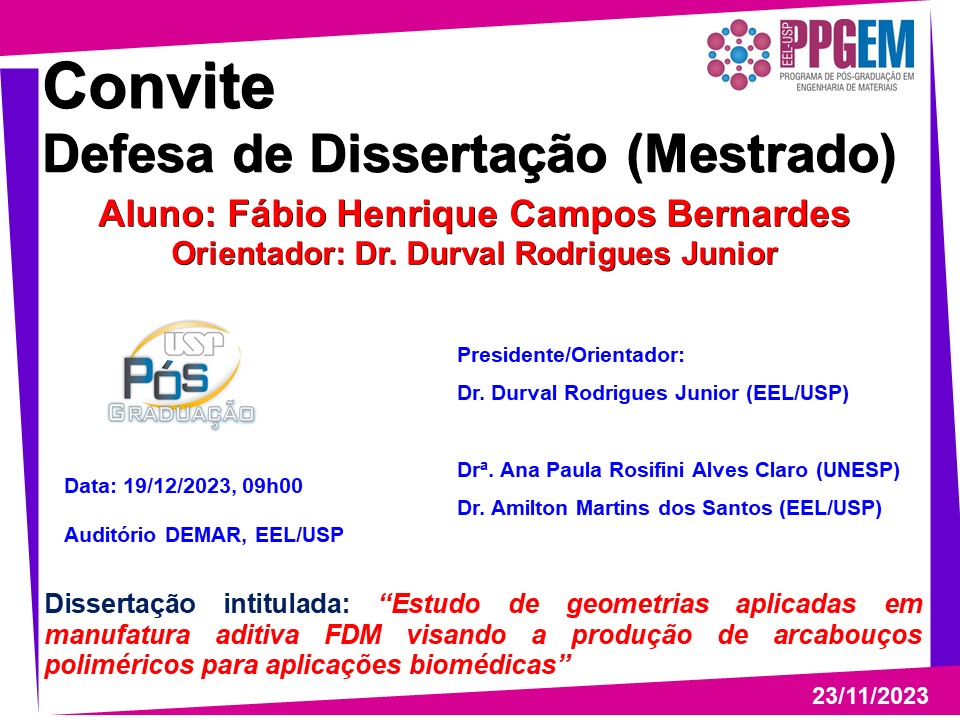 EEL-USP
PPGEM
PROGRAMA DE PÓS-GRADUAÇÃO EM
ENGENHARIA DE MATERIAIS
Convite
Defesa de Dissertação (Mestrado)
Aluno: Fábio Henrique Campos Bernardes
Orientador: Dr. Durval Rodrigues Junior
USP
Pós
GRADUAÇÃO
Data: 19/12/2023, 09h00
Auditório DEMAR, EEL/USP
Presidente/Orientador:
Dr. Durval Rodrigues Junior (EEL/USP)
Drª. Ana Paula Rosifini Alves Claro (UNESP)
Dr. Amilton Martins dos Santos (EEL/USP)
Dissertação intitulada: “Estudo de geometrias aplicadas em
manufatura aditiva FDM visando a produção de arcabouços
poliméricos para aplicações biomédicas”
23/11/2023